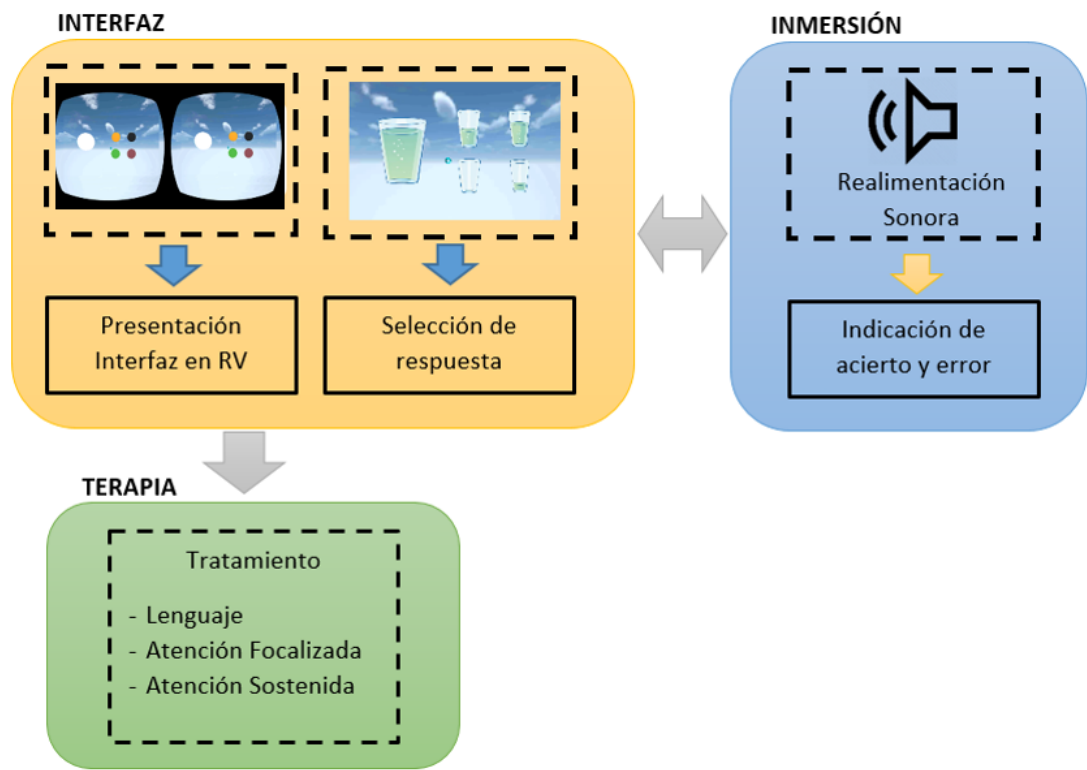 INTERFAZ
Presentación
Interfaz en RV
Selección de
respuesta
INMERSIÓN
Realimentación
Sonora
Indicación de
acierto y error
TERAPIA
Tratamiento
- Lenguaje
- Atención Focalizada
- Atención Sostenida